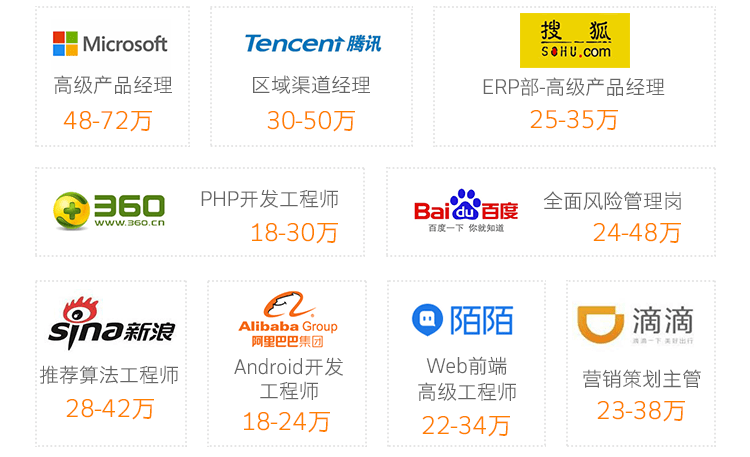 Microsoft
高级产品经理
48-72万
Tencent 腾讯
区域渠道经理
30-50万
搜狐
SOHU.com
ERP部-高级产品经理
25-35万
360
www.360.cn
PHP开发工程师
18-30万
Bai du 百度
百度一下 你就知道
全面风险管理岗
24-48万
sina新浪
推荐算法工程师
28-42万
Alibaba Group
阿里巴巴集团
Android开发
工程师
18-24万
陌陌
Web前端
高级工程师
22-34万
滴滴
滴滴一下 美好出行
营销策划主管
23-38万